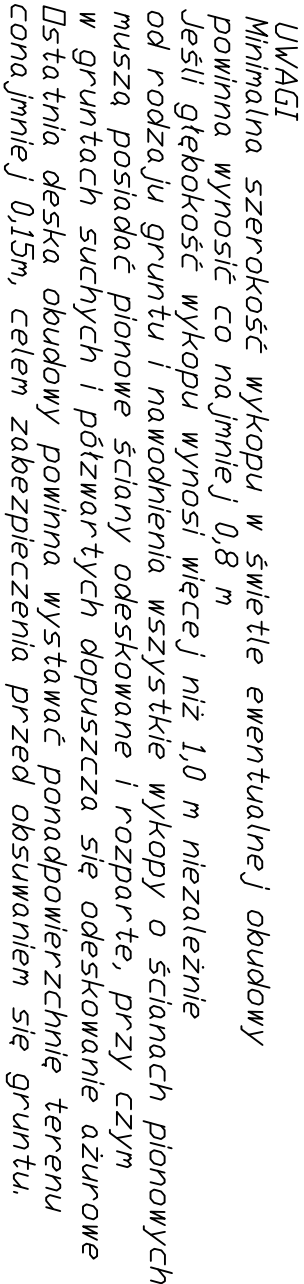 UWAGI
Minimalna szerokość wykopu w świetle ewentualnej obudowy
powinna wynosić co najmniej 0,8 m
Jeśli głębokość wykopu wynosi więcej niż 1,0 m niezależnie
od rodzaju gruntu i nawodnienia wszystkie wykopy o ścianach pionowych
muszą posiadać pionowe ściany odeskowane i rozparte, przy czym
w gruntach suchych i półzwartych dopuszcza się odeskowanie ażurowe
Ostatnia deska obudowy powinna wystawać ponadpowierzchnię terenu
conajmniej 0,15m, celem zabezpieczenia przed obsuwaniem się gruntu.